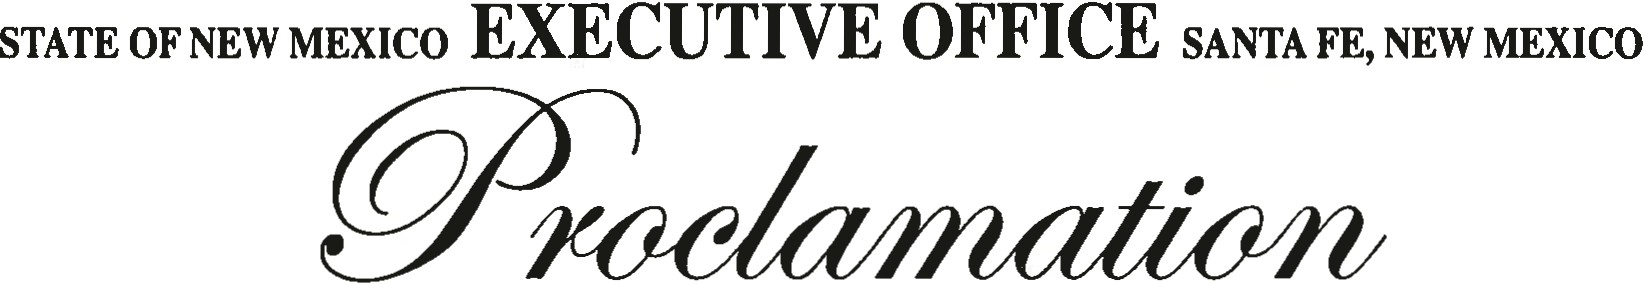 STATE OF NEW MEXICO EXECUTIVE OFFICE SANTA FE, NEW MEXICO
Proclamation